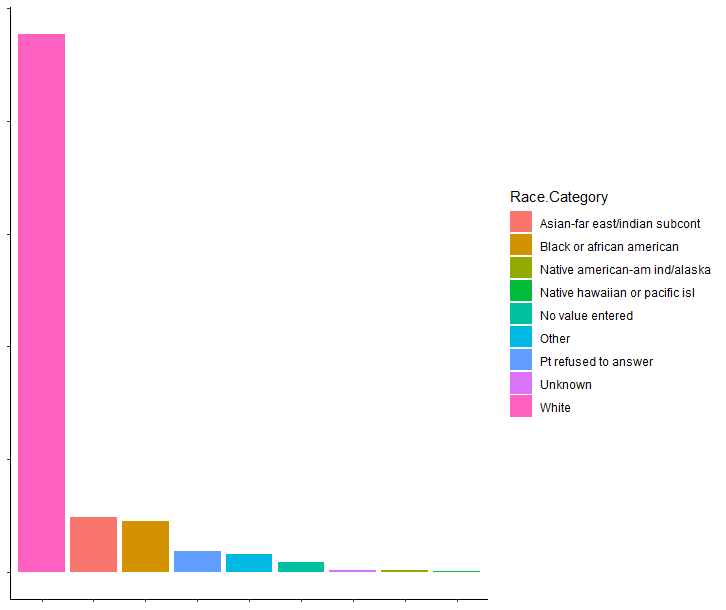 Race.Category
Asian-far east/indian subcont
Black or african american
Native american-am ind/alaska
Native hawaiian or pacific isl
No value entered
Other
Pt refused to answer
Unknown
White